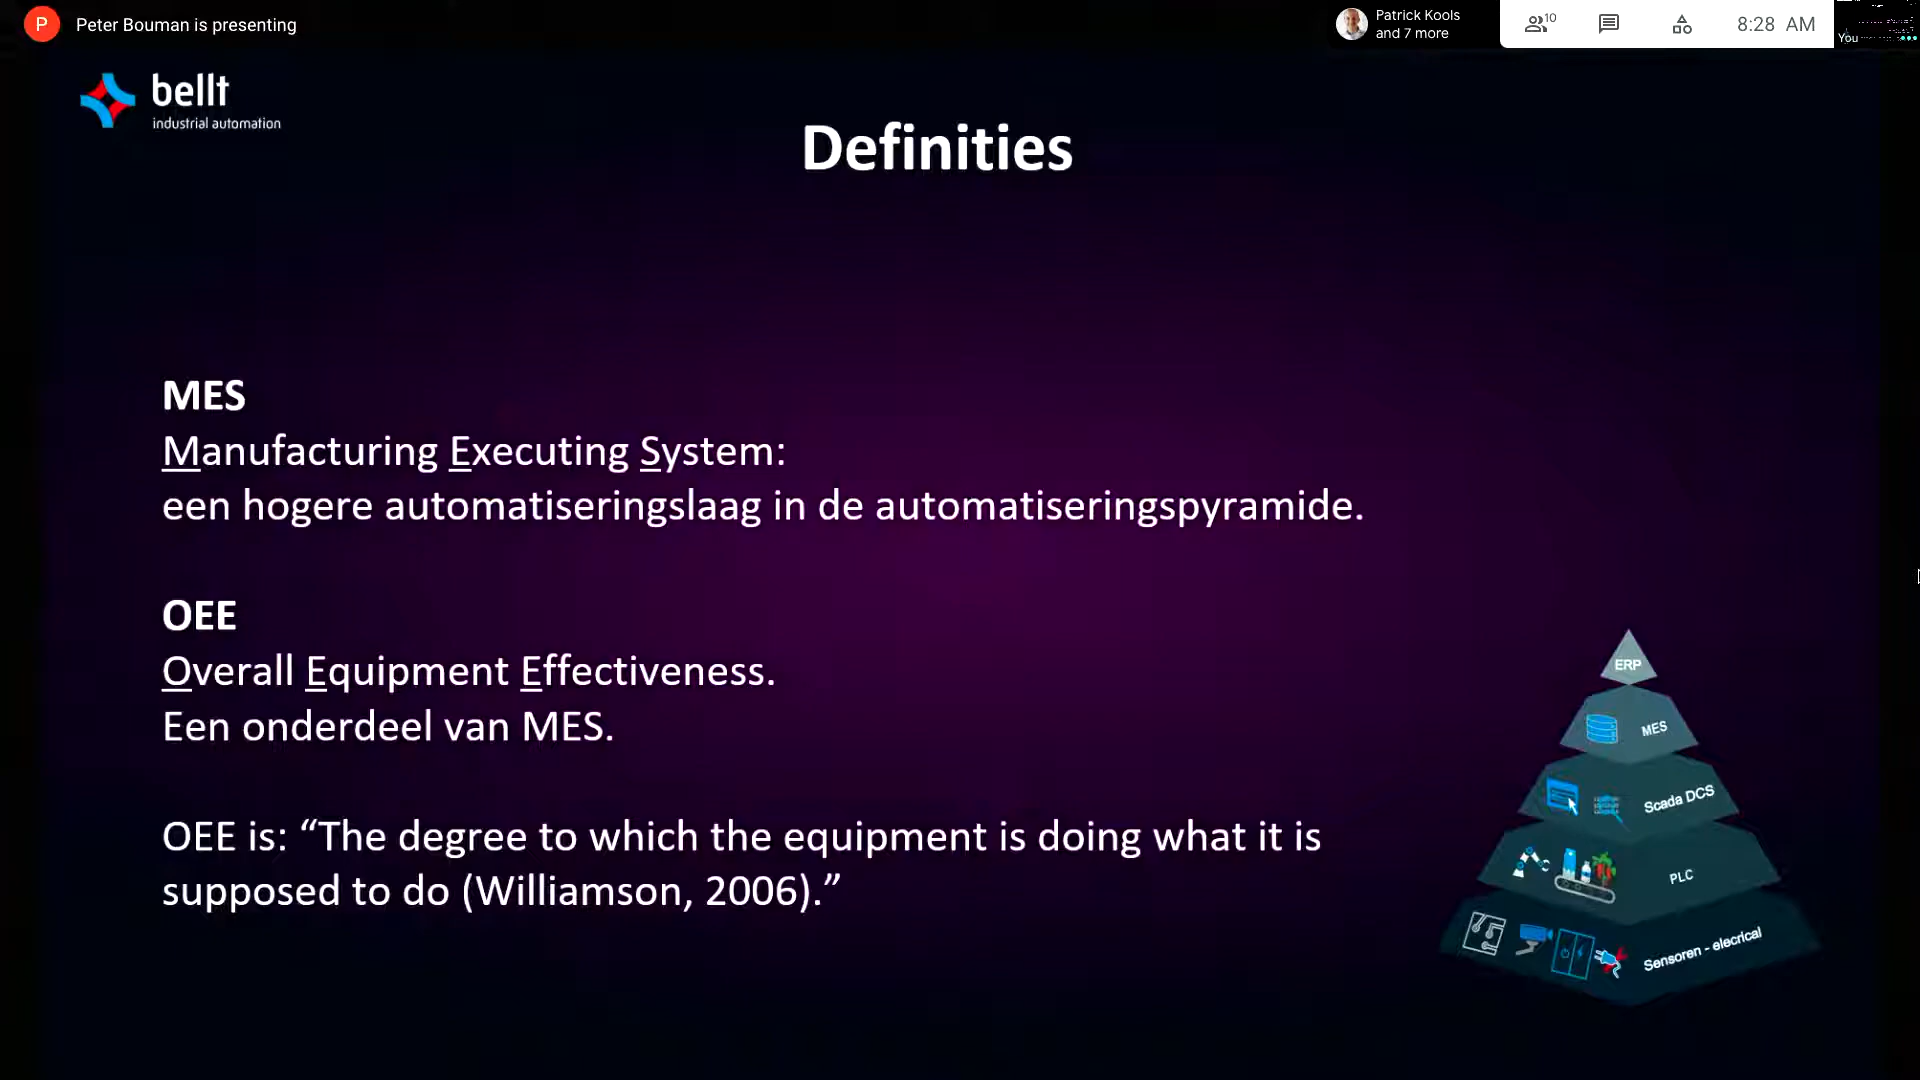 P Peter Bouman is presenting
Patrick Kools
and 7 more
10
8:28 AM
You
bellt
industrial automation
Definities
MES
Manufacturing Executing System:
een hogere automatiseringslaag in de automatiseringspyramide.
OEE
Overall Equipment Effectiveness.
Een onderdeel van MES.
OEE is: “The degree to which the equipment is doing what it is
supposed to do (Williamson, 2006).”
ERP
MES
Scada DCS
PLC
Sensoren - elecrical